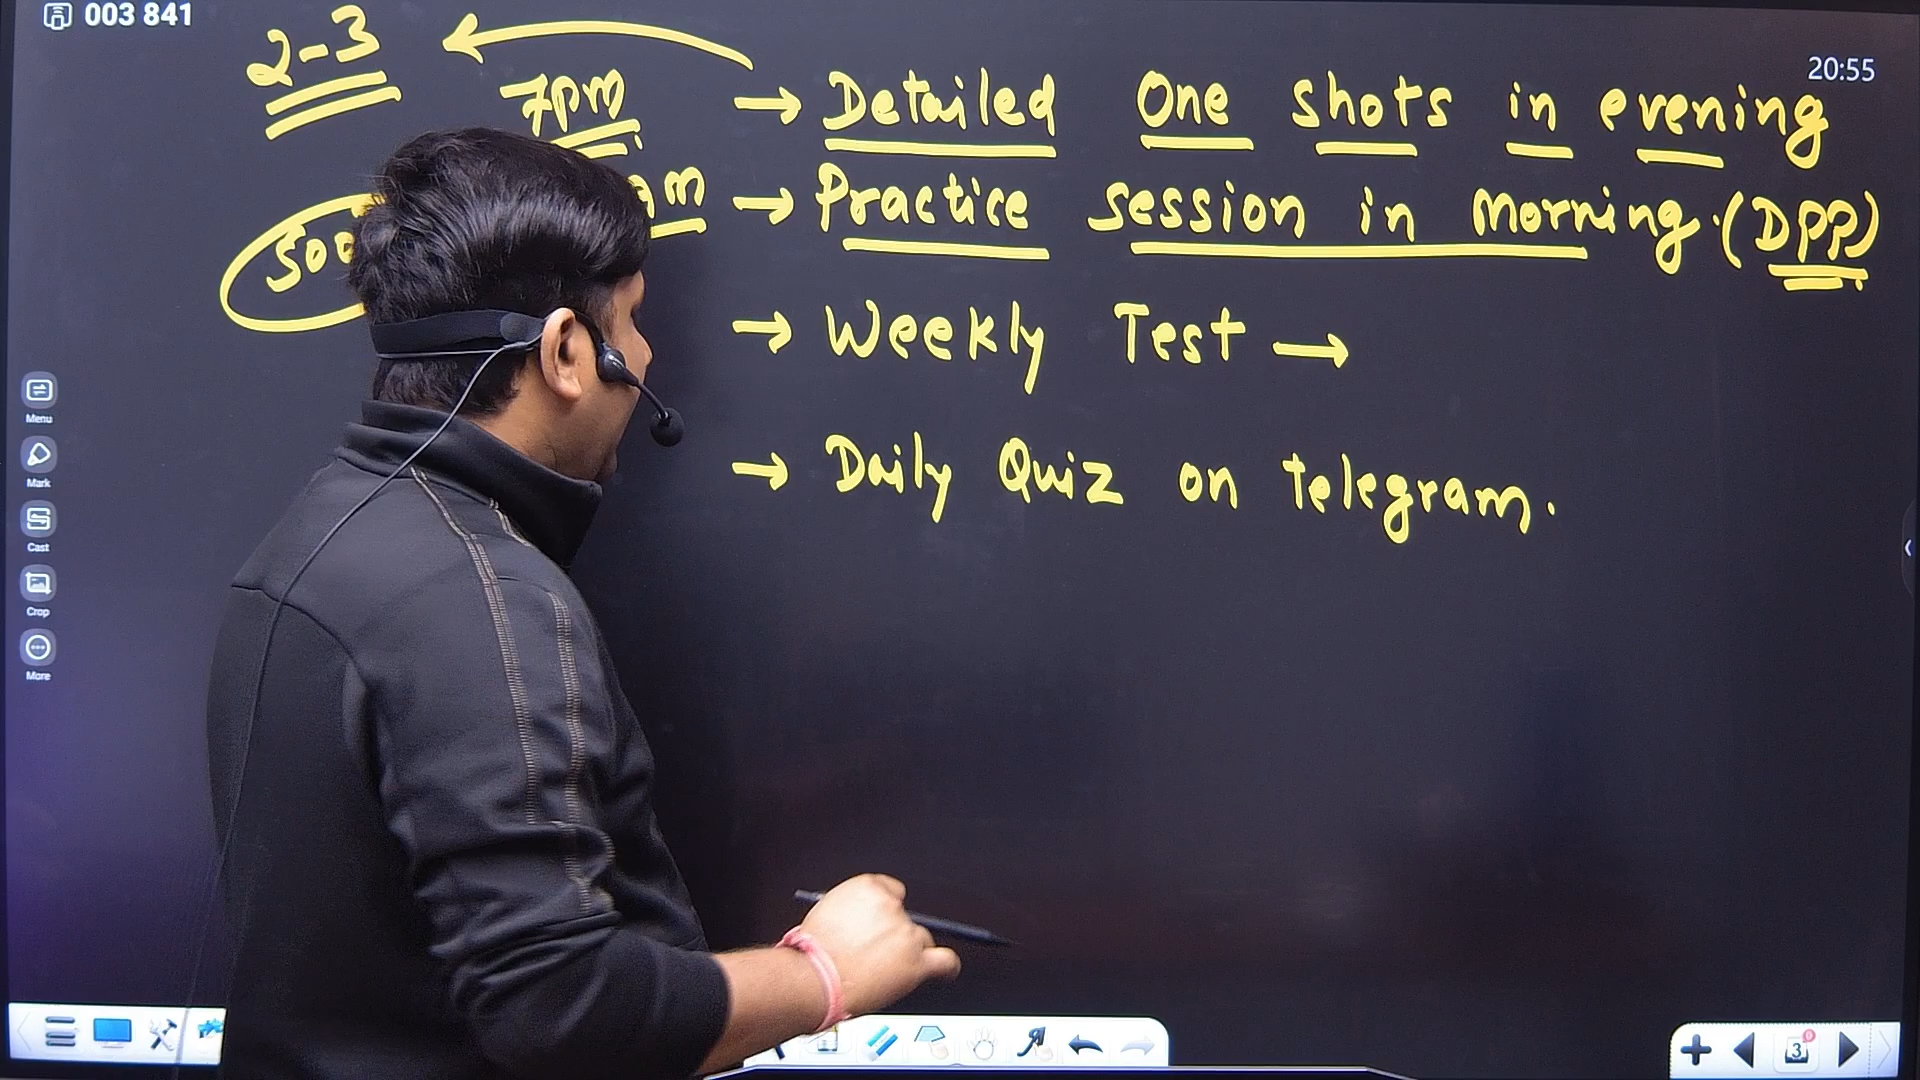 003 841
20:55
2-3
7pm → Detailed One shots in evening
→ Practice session in morning. (DPP)
→ Weekly Test →
→ Daily Quiz on telegram.
Menu
Mark
Cast
Crop
More
3